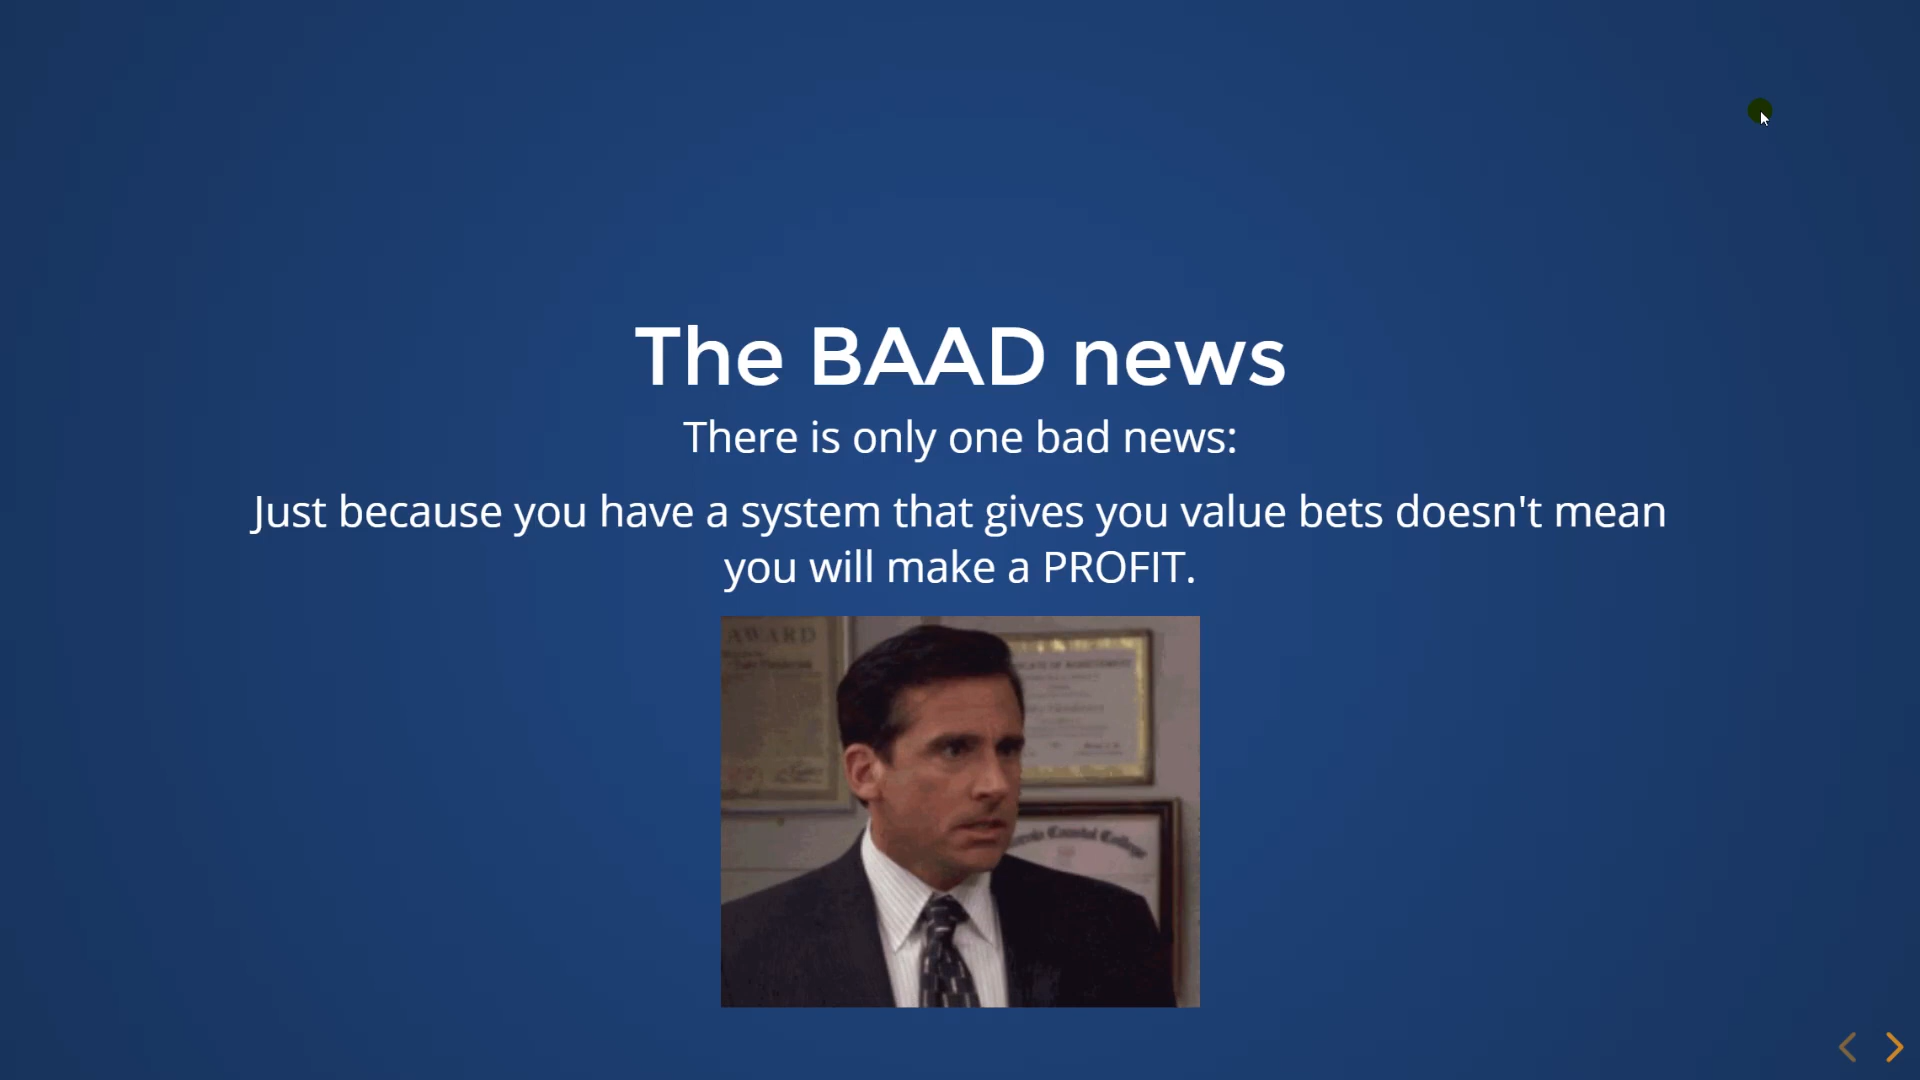 The BAAD news
There is only one bad news:
Just because you have a system that gives you value bets doesn't mean
you will make a PROFIT.
AWARD